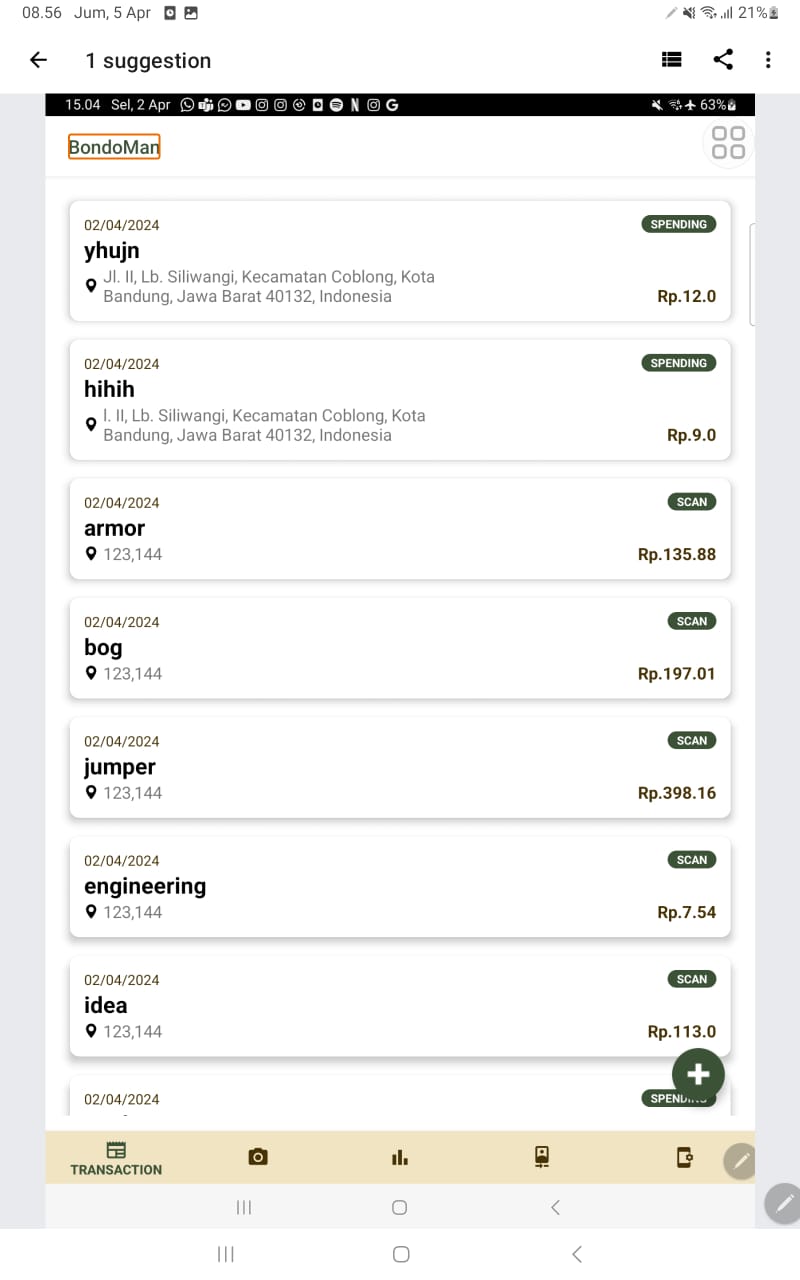 08.56 Jum, 5 Apr
21%
1 suggestion
15.04 Sel, 2 Apr
63%
BondoMan
02/04/2024
SPENDING
yhujn
Jl. II, Lb. Siliwangi, Kecamatan Coblong, Kota
Bandung, Jawa Barat 40132, Indonesia
Rp.12.0
02/04/2024
SPENDING
hihih
l. II, Lb. Siliwangi, Kecamatan Coblong, Kota
Bandung, Jawa Barat 40132, Indonesia
Rp.9.0
02/04/2024
SCAN
armor
123,144
Rp.135.88
02/04/2024
SCAN
bog
123,144
Rp.197.01
02/04/2024
SCAN
jumper
123,144
Rp.398.16
02/04/2024
SCAN
engineering
123,144
Rp.7.54
02/04/2024
SCAN
idea
123,144
Rp.113.0
02/04/2024
SPENDING
TRANSACTION